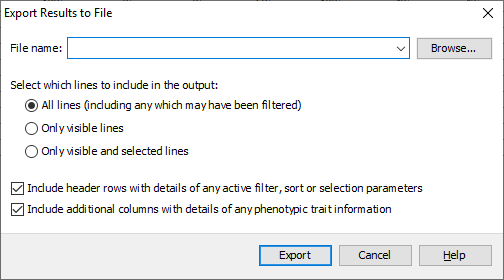 Export Results to File
File name:
Browse...
Select which lines to include in the output:
All lines (including any which may have been filtered)
Only visible lines
Only visible and selected lines
Include header rows with details of any active filter, sort or selection parameters
Include additional columns with details of any phenotypic trait information
Export
Cancel
Help